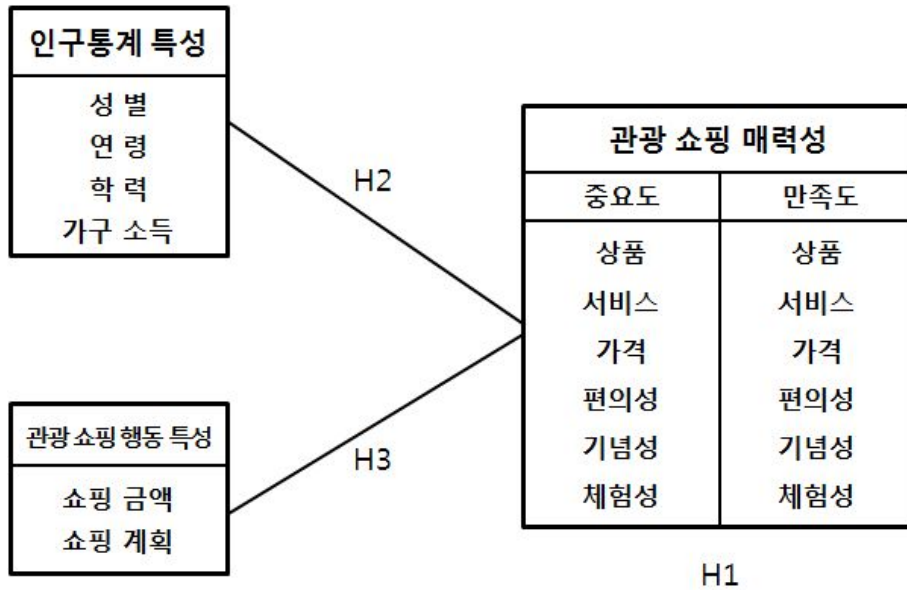 인구통계 특성
성 별
연 령
학 력
가구 소득
H2
관광 쇼핑 매력성
중요도 만족도
상품 상품
서비스 서비스
가격 가격
편의성 편의성
기념성 기념성
체험성 체험성
관광 쇼핑 행동 특성
쇼핑 금액
쇼핑 계획
H3
H1